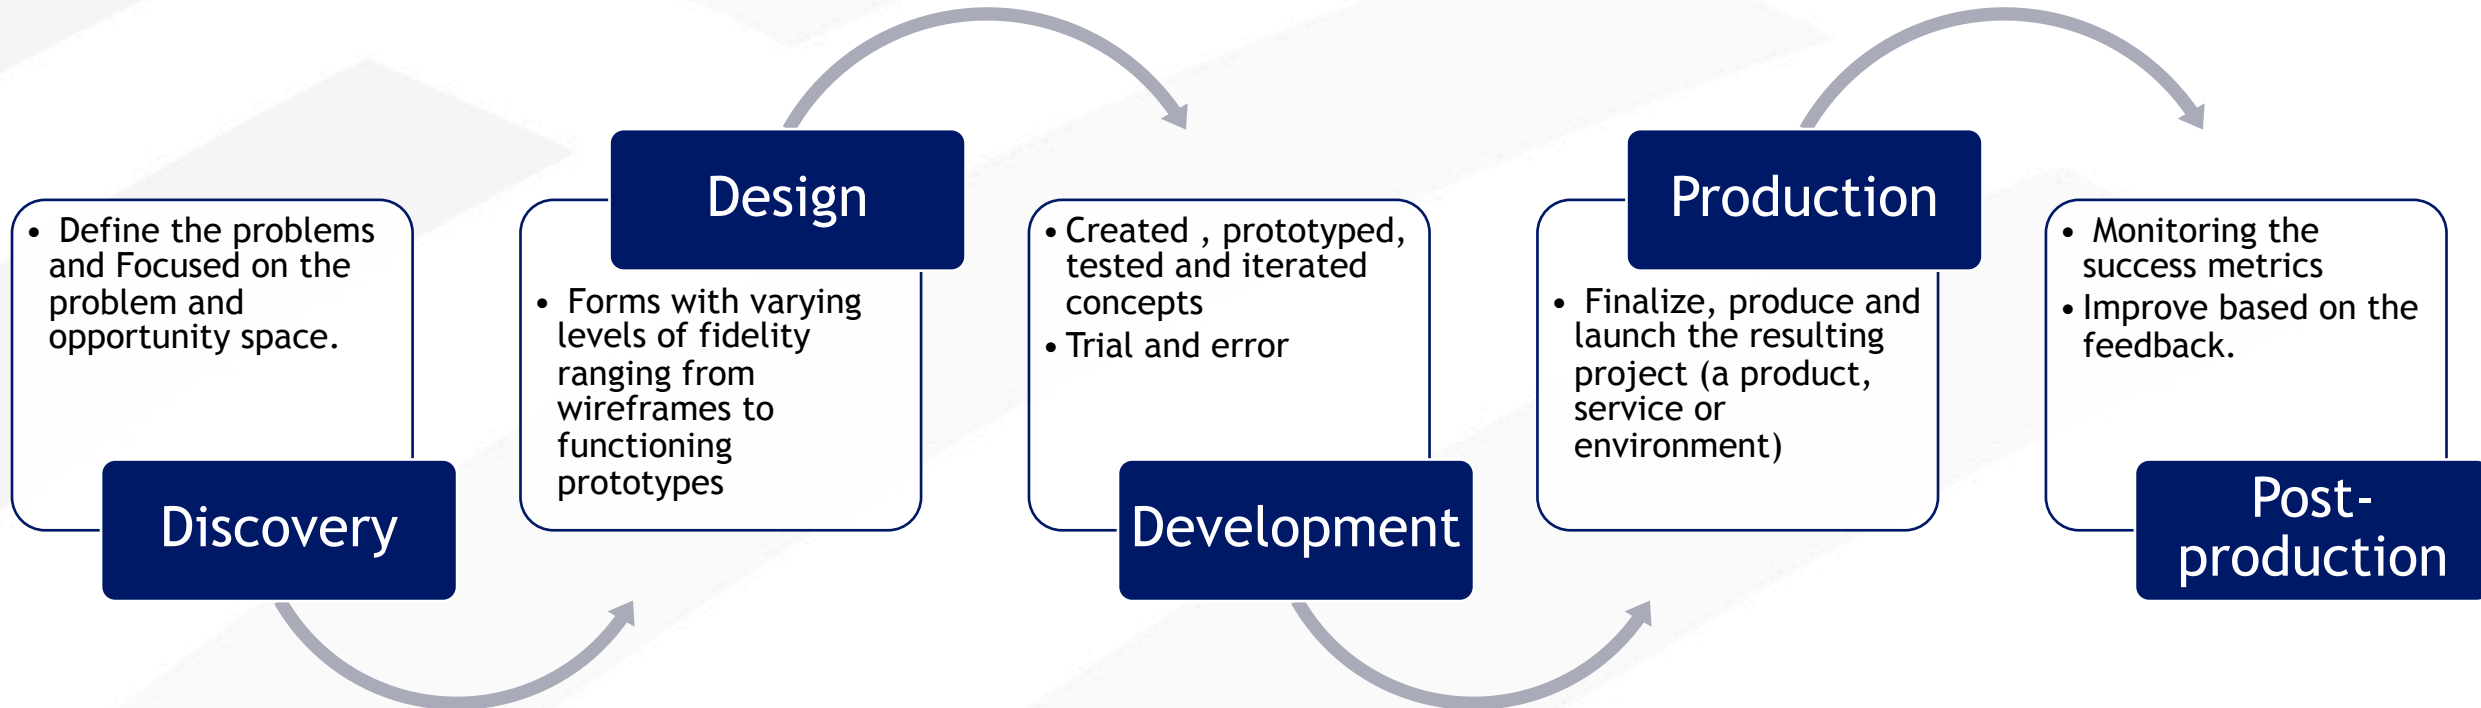 • Define the problems
and Focused on the
problem and
opportunity space.
Discovery
Design
• Forms with varying
levels of fidelity
ranging from
wireframes to
functioning
prototypes
• Created , prototyped,
tested and iterated
concepts
• Trial and error
Development
Production
• Finalize, produce and
launch the resulting
project (a product,
service or
environment)
• Monitoring the
success metrics
• Improve based on the
feedback.
Post-
production